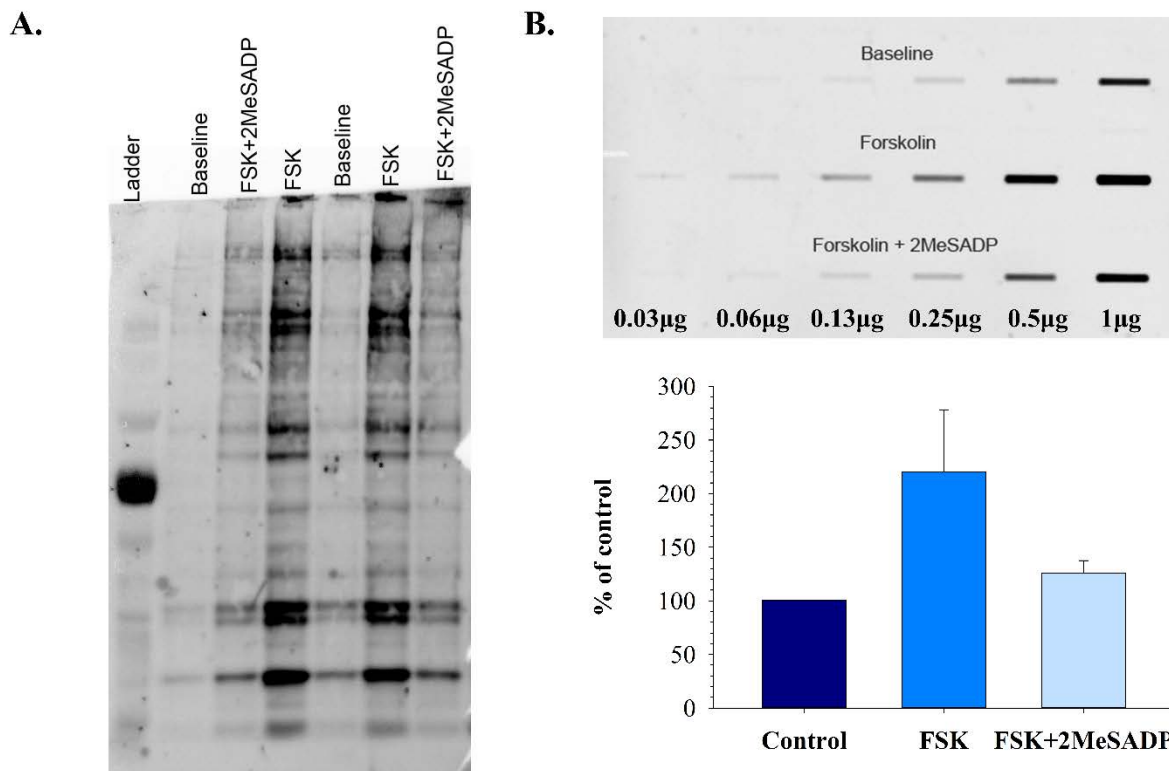 A.
Ladder
Baseline
FSK+2MeSADP
FSK
Baseline
FSK
FSK+2MeSADP
B.
Baseline
Forskolin
Forskolin + 2MeSADP
0.03µg 0.06µg 0.13µg 0.25µg 0.5µg 1µg
300
250
200
150
100
50
0
% of control
Control FSK FSK+2MeSADP